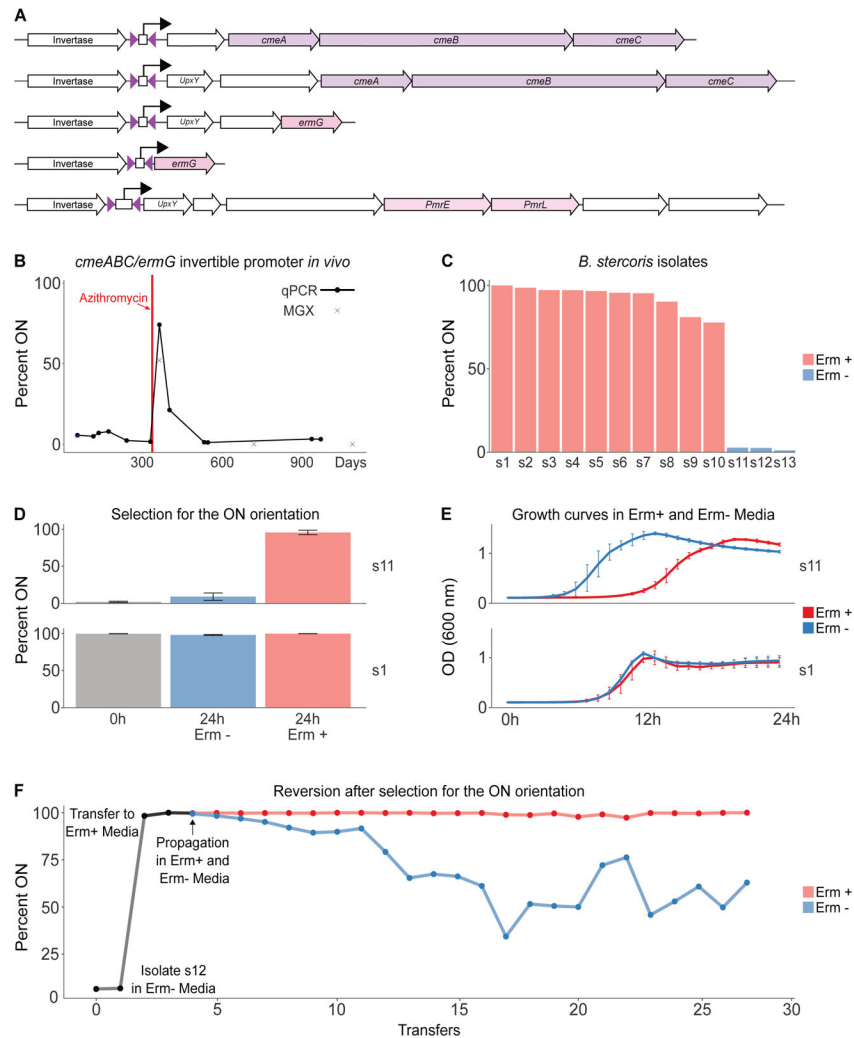 A
Invertase cmeA cmeB cmeC
Invertase UpxY cmeA cmeB cmeC
Invertase UpxY ermG
Invertase ermG
Invertase UpxY PmrE PmrL
B
cmeABC/ermG invertible promoter in vivo
Percent ON
100
50
0
Azithromycin
qPCR
MGX
300 600 900 Days
C
B. stercoris isolates
Percent ON
100
50
0
s1 s2 s3 s4 s5 s6 s7 s8 s9 s10 s11 s12 s13
Erm +
Erm -
D
Selection for the ON orientation
Percent ON
100
50
0
s11
100
50
0
s1
0h 24h 24h
Erm - Erm +
E
Growth curves in Erm+ and Erm- Media
OD (600 nm)
1
0
s11
1
0
s1
0h 12h 24h
Erm +
Erm -
F
Reversion after selection for the ON orientation
Percent ON
100
75
50
25
0
Transfer to
Erm+ Media
Propagation
in Erm+ and
Erm- Media
Isolate s12
in Erm- Media
0 5 10 15 20 25 30
Transfers
Erm +
Erm -